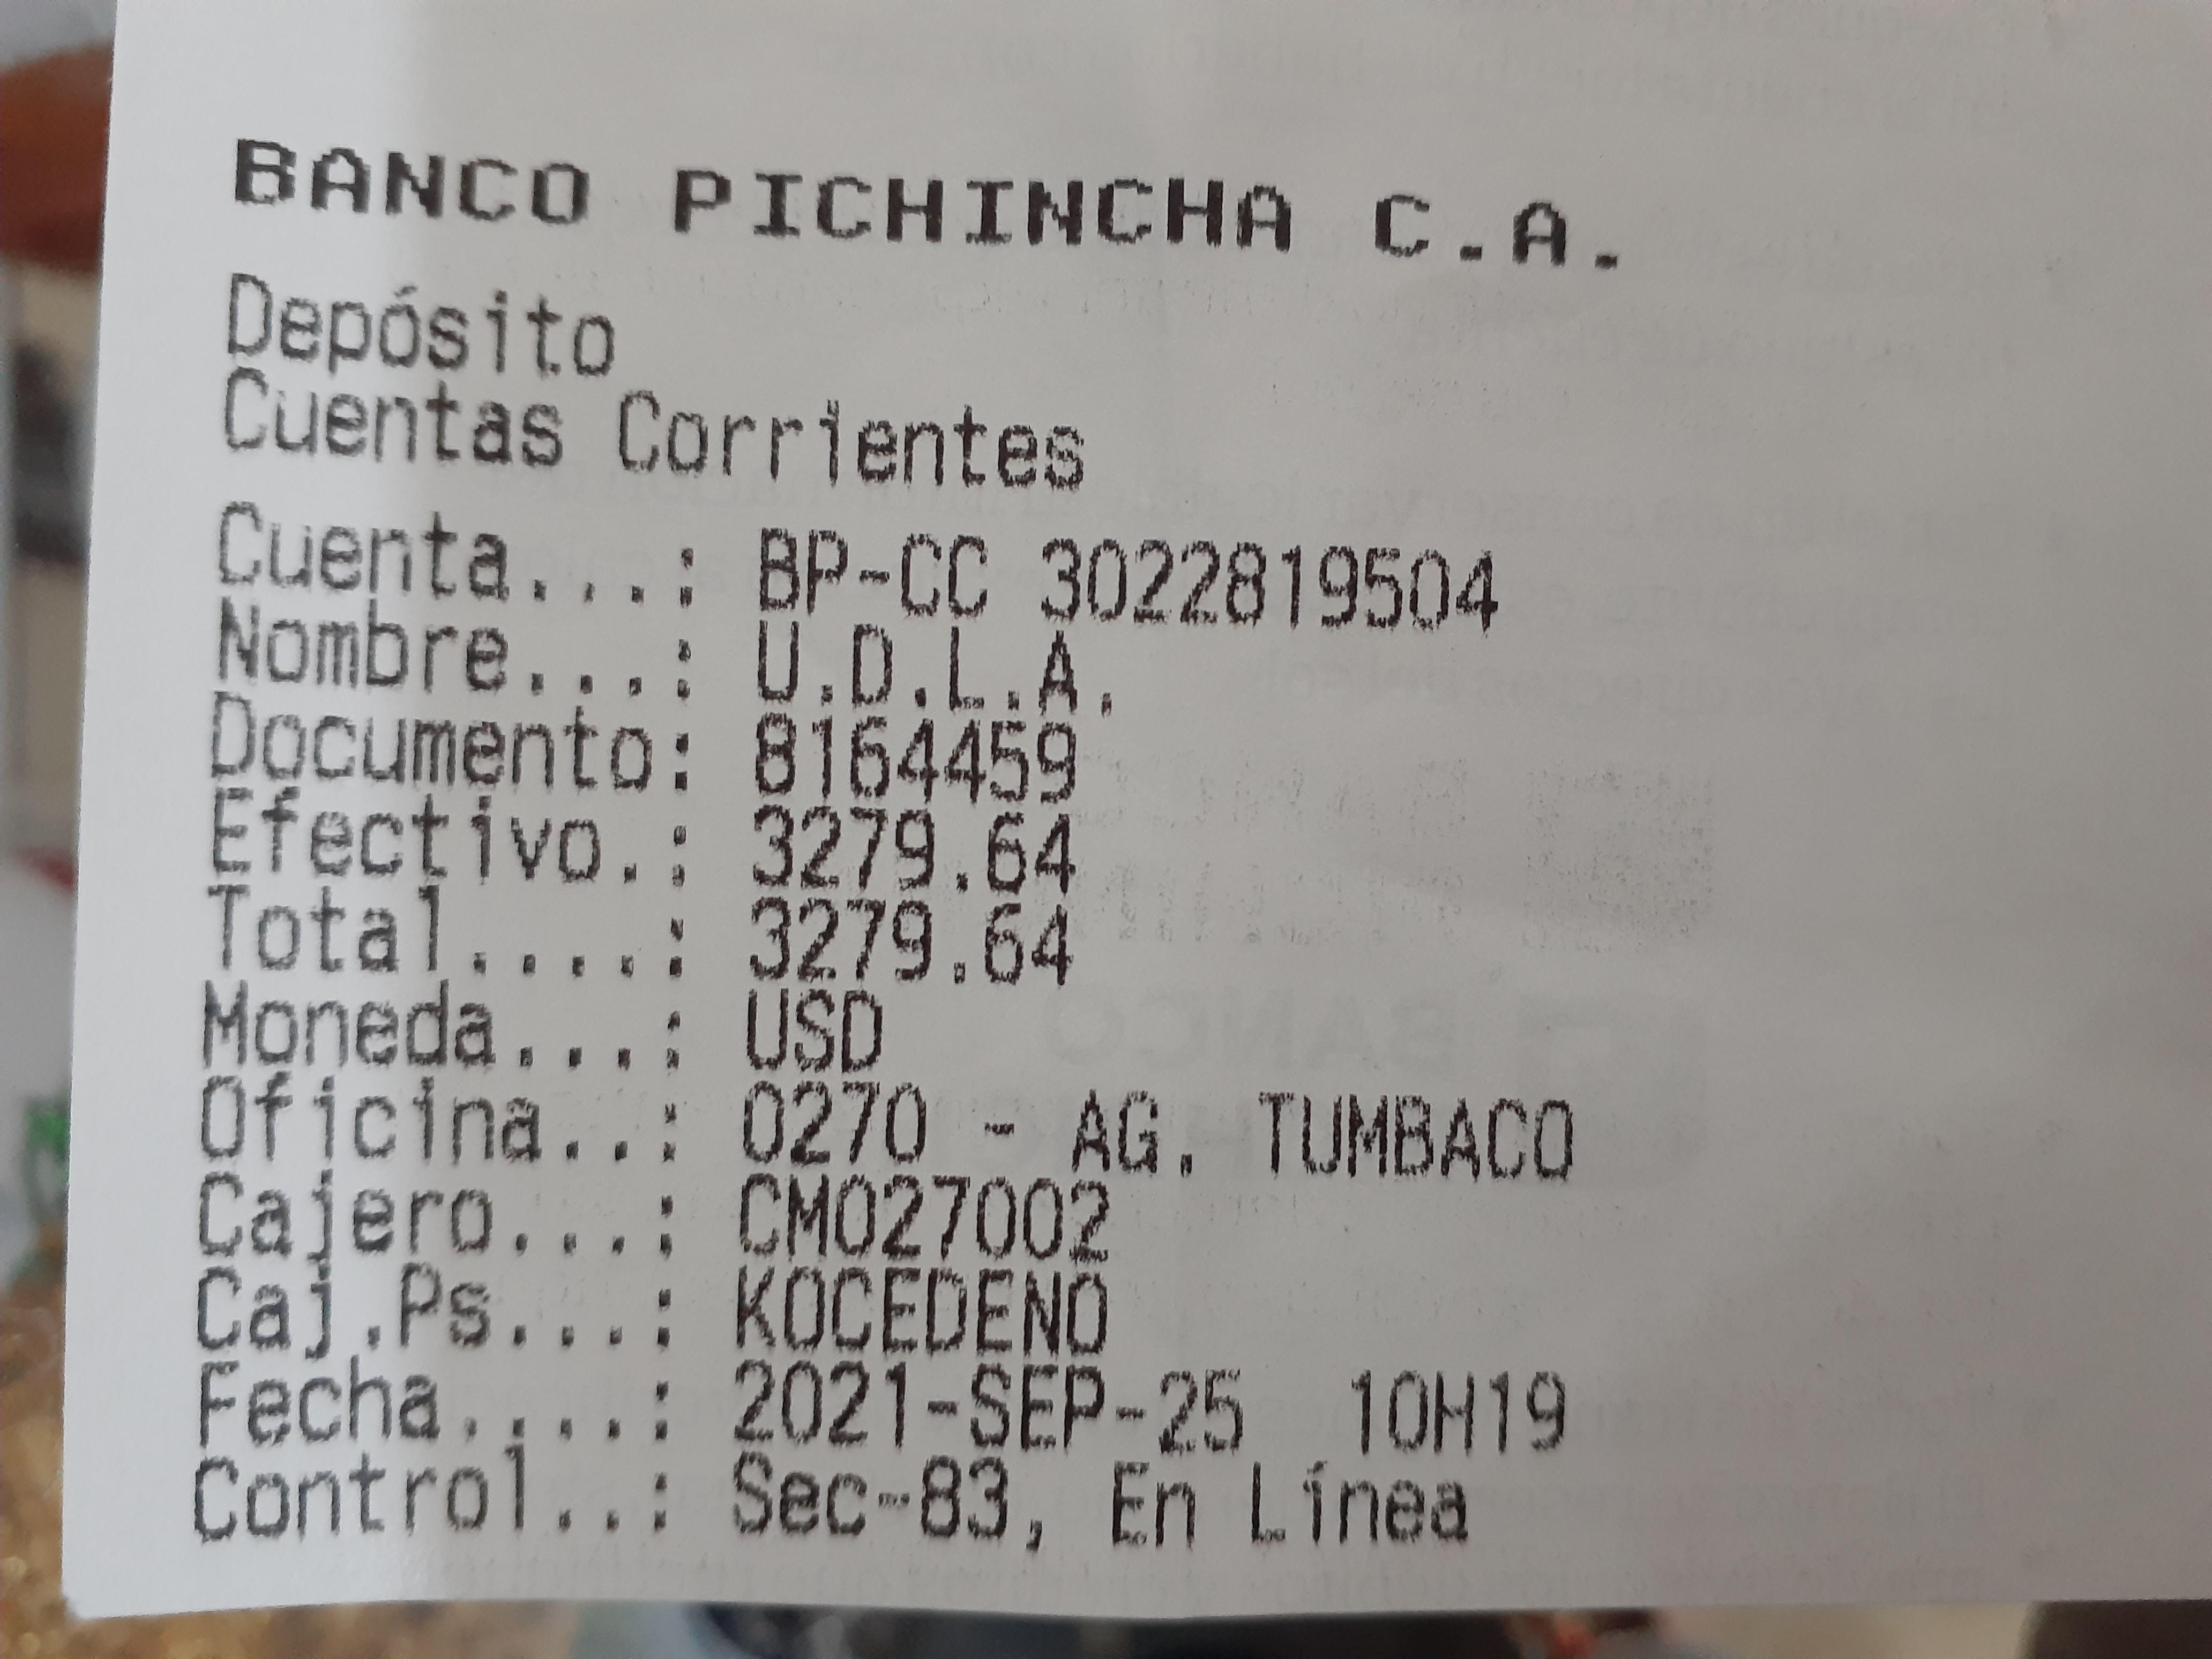 BANCO PICHINCHA C.A.
Depósito
Cuentas Corrientes
Cuenta...: BP-CC 3022819504
Nombre...: U.D.L.A.
Documento: 8164459
Efectivo.: 3279.64
Total....: 3279.64
Moneda...: USD
Oficina..: 0270 - AG. TUMBACO
Cajero...: CM027002
Caj.Ps...: KOCEDENO
Fecha....: 2021-SEP-25 10H19
Control..: Sec-83, En Línea